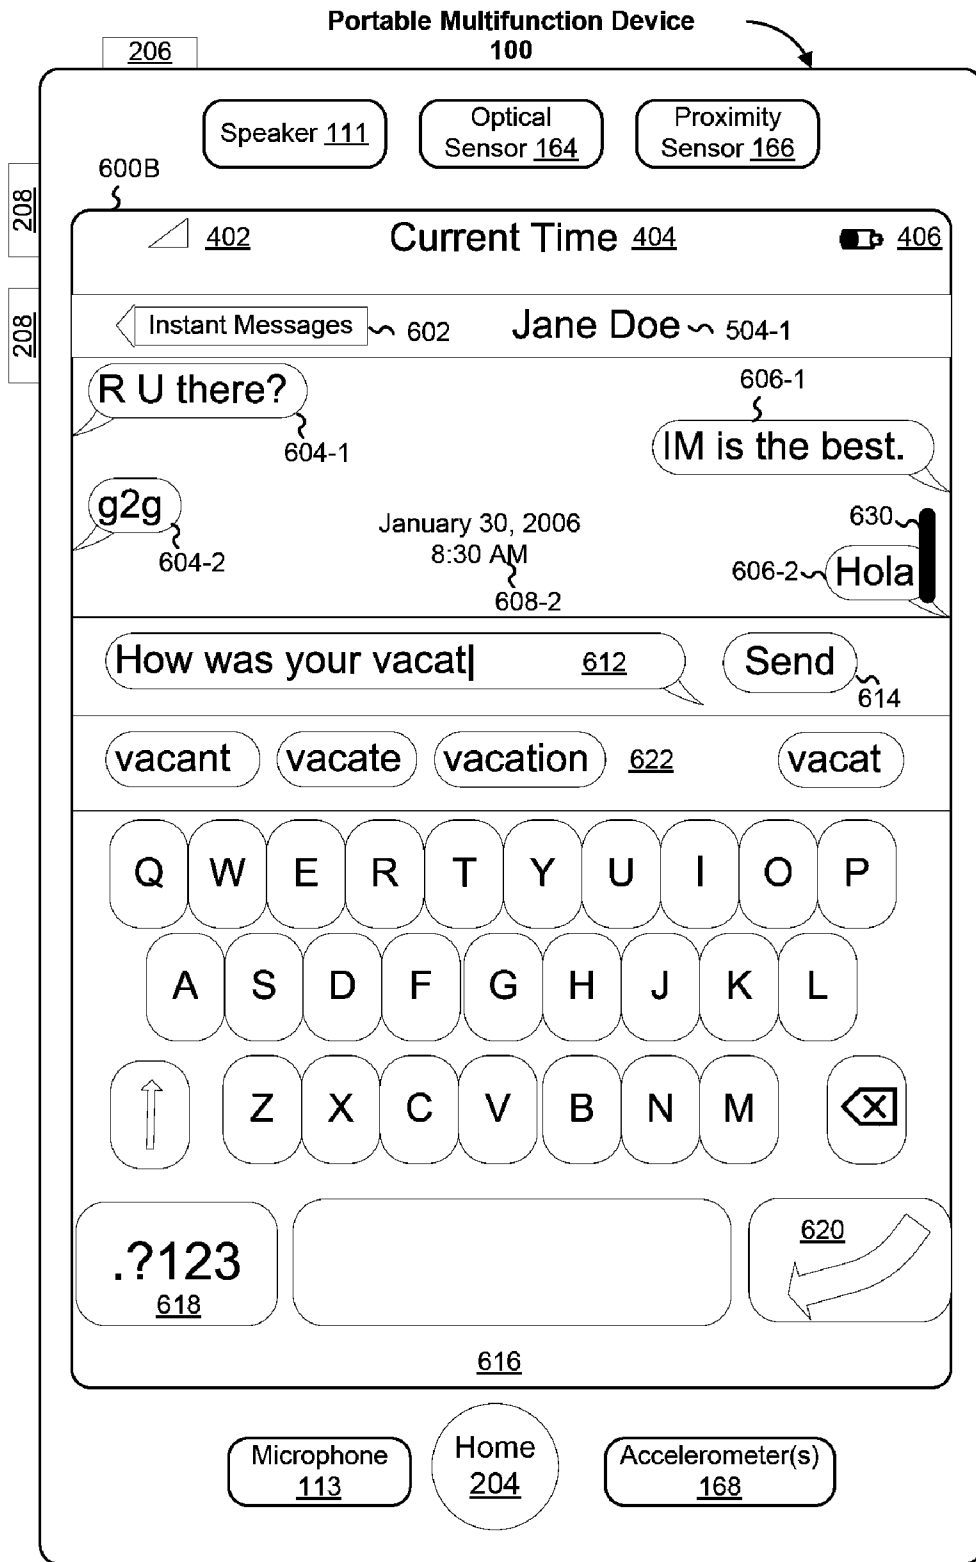 Portable Multifunction Device
100
206
Speaker 111
Optical
Sensor 164
Proximity
Sensor 166
208
208
600B
402
Current Time 404
406
Instant Messages
602
Jane Doe
504-1
R U there?
604-1
606-1
IM is the best.
g2g
604-2
January 30, 2006
8:30 AM
608-2
630
606-2
Hola
How was your vacat
612
Send
614
vacant
vacate
vacation
622
vacat
Q W E R T Y U I O P
A S D F G H J K L
Z X C V B N M
.?123
618
620
616
Microphone
113
Home
204
Accelerometer(s)
168